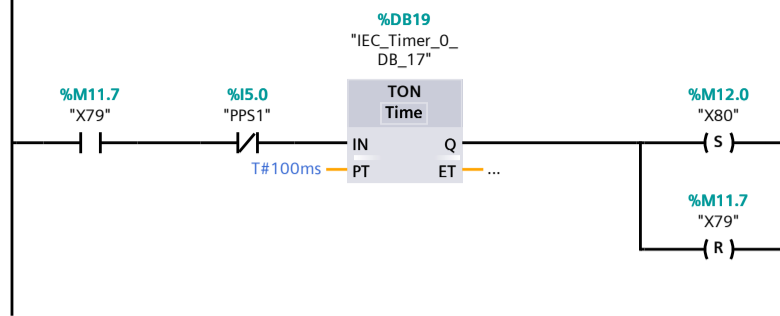 %DB19
"IEC_Timer_0_
DB_17"
%M11.7
"X79"
%I5.0
"PPS1"
TON
Time
%M12.0
"X80"
IN
Q
S
T#100ms
PT
ET
...
%M11.7
"X79"
R